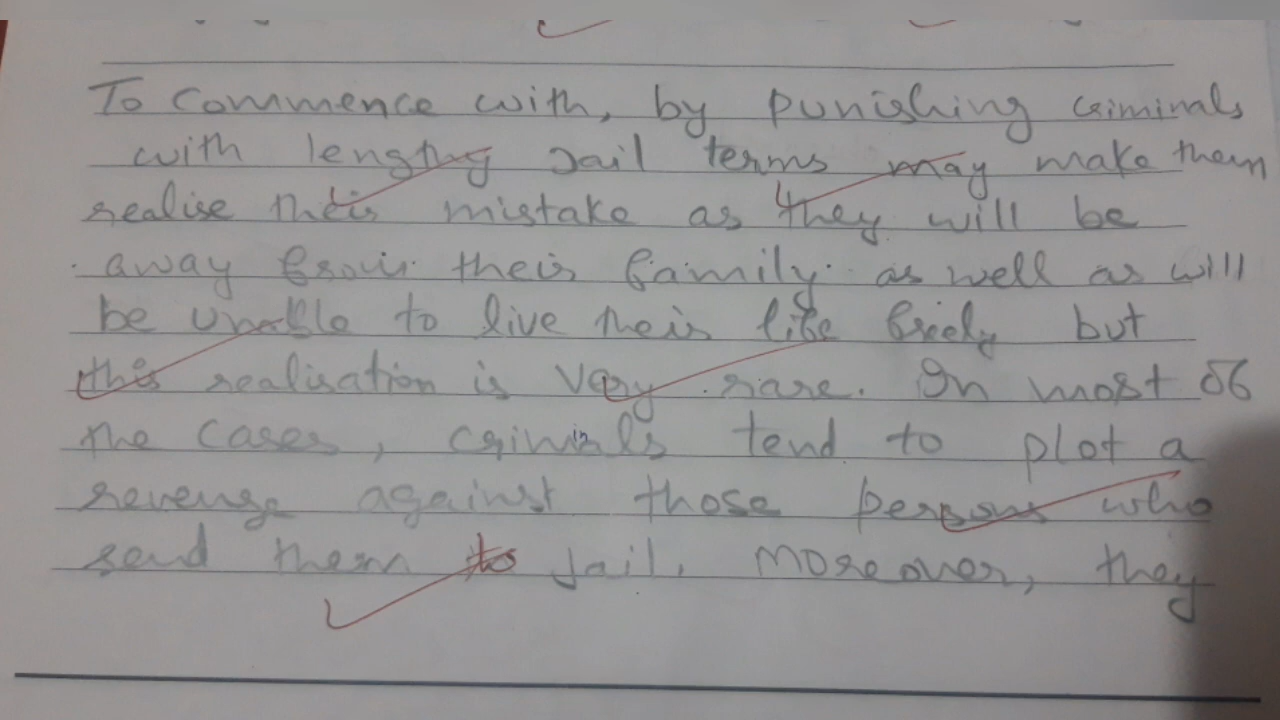 To commence with, by punishing criminals
with lengthy Jail terms may make them
realise their mistake as they will be
away from their family as well as will
be unable to live their life freely but
this realisation is very rare. In most of
the cases, criminals tend to plot a
revenge against those persons who
send them to Jail. Moreover, they